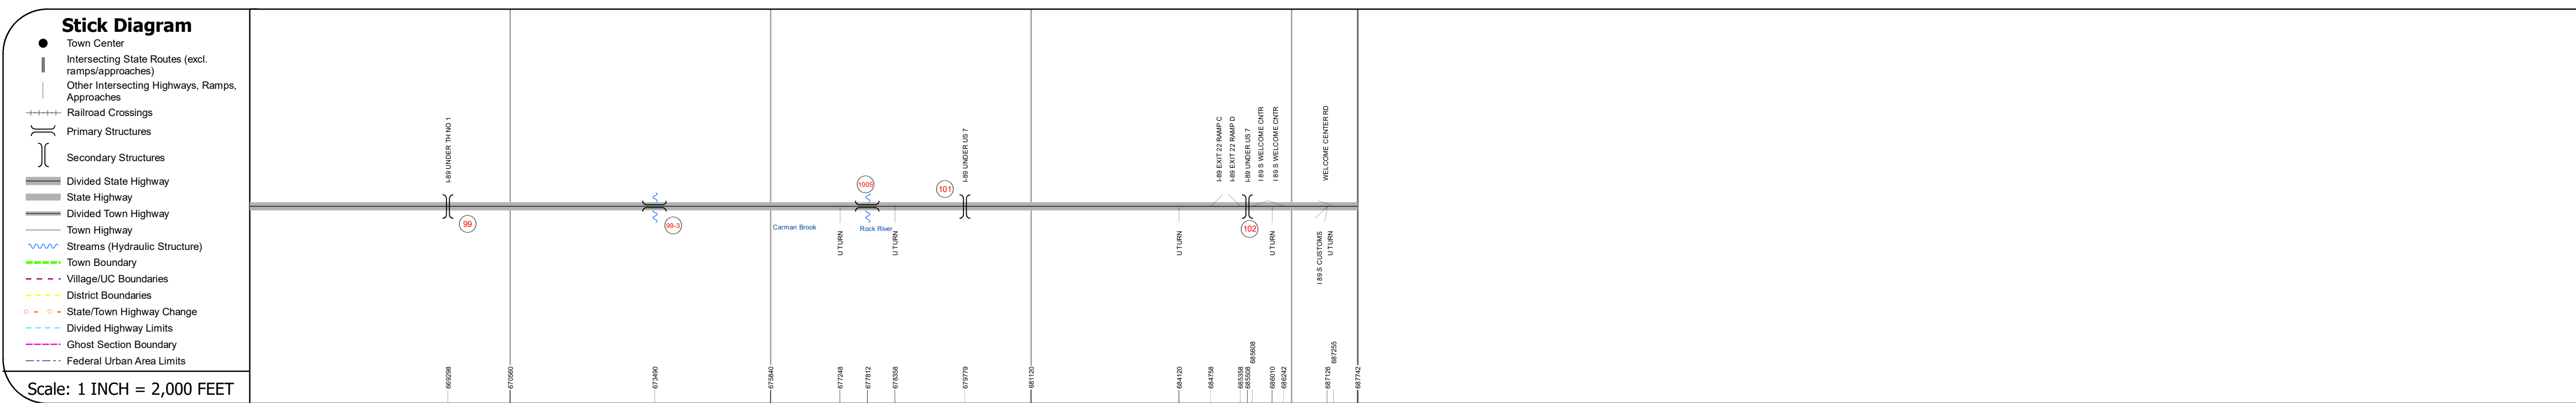 Stick Diagram
Town Center
Intersecting State Routes (excl.
ramps/approaches)
Other Intersecting Highways, Ramps,
Approaches
Railroad Crossings
Primary Structures
Secondary Structures
Divided State Highway
State Highway
Divided Town Highway
Town Highway
Streams (Hydraulic Structure)
Town Boundary
Village/UC Boundaries
District Boundaries
State/Town Highway Change
Divided Highway Limits
Ghost Section Boundary
Federal Urban Area Limits
Scale: 1 INCH = 2,000 FEET
I-89 UNDER TH NO 1
99
99-3
Carman Brook
U TURN
100S
Rock River
U TURN
101
I-89 UNDER US 7
U TURN
I-89 EXIT 22 RAMP C
I-89 EXIT 22 RAMP D
I-89 UNDER US 7
102
I 89 S WELCOME CNTR
I 89 S WELCOME CNTR
U TURN
WELCOME CENTER RD
I 89 S CUSTOMS
U TURN
669298
670560
673490
675840
677248
677812
678358
679779
681120
684120
684758
685358
685508
685608
686010
686242
687126
687255
687742